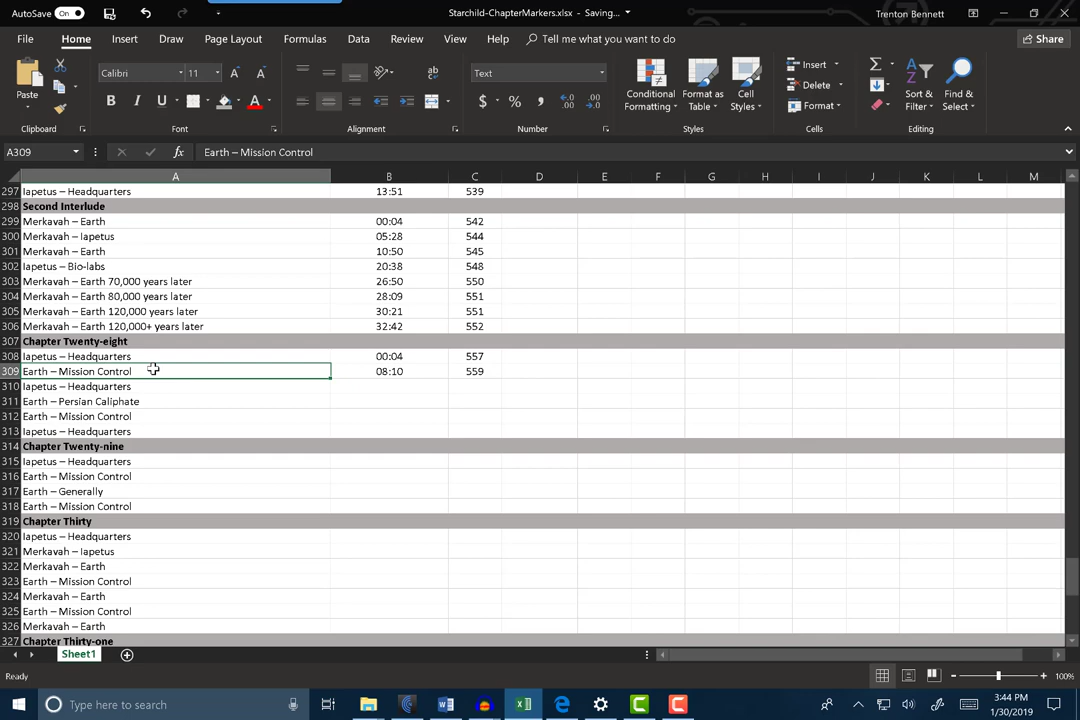 AutoSave On Starchild-ChapterMarkers.xlsx - Saving... Trenton Bennett
File Home Insert Draw Page Layout Formulas Data Review View Help Tell me what you want to do Share
Paste Calibri 11 Text Conditional Formatting Format as Table Cell Styles Insert Delete Format Sort & Filter Find & Select
Clipboard Font Alignment Number Styles Cells Editing
A309 fx Earth – Mission Control
A B C D E F G H I J K L M
297 Iapetus – Headquarters 13:51 539
298 Second Interlude
299 Merkavah – Earth 00:04 542
300 Merkavah – Iapetus 05:28 544
301 Merkavah – Earth 10:50 545
302 Iapetus – Bio-labs 20:38 548
303 Merkavah – Earth 70,000 years later 26:50 550
304 Merkavah – Earth 80,000 years later 28:09 551
305 Merkavah – Earth 120,000 years later 30:21 551
306 Merkavah – Earth 120,000+ years later 32:42 552
307 Chapter Twenty-eight
308 Iapetus – Headquarters 00:04 557
309 Earth – Mission Control 08:10 559
310 Iapetus – Headquarters
311 Earth – Persian Caliphate
312 Earth – Mission Control
313 Iapetus – Headquarters
314 Chapter Twenty-nine
315 Iapetus – Headquarters
316 Earth – Mission Control
317 Earth – Generally
318 Earth – Mission Control
319 Chapter Thirty
320 Iapetus – Headquarters
321 Merkavah – Iapetus
322 Merkavah – Earth
323 Earth – Mission Control
324 Merkavah – Earth
325 Earth – Mission Control
326 Merkavah – Earth
327 Chapter Thirty-one
Sheet1
Ready 100%
Type here to search 3:44 PM
1/30/2019